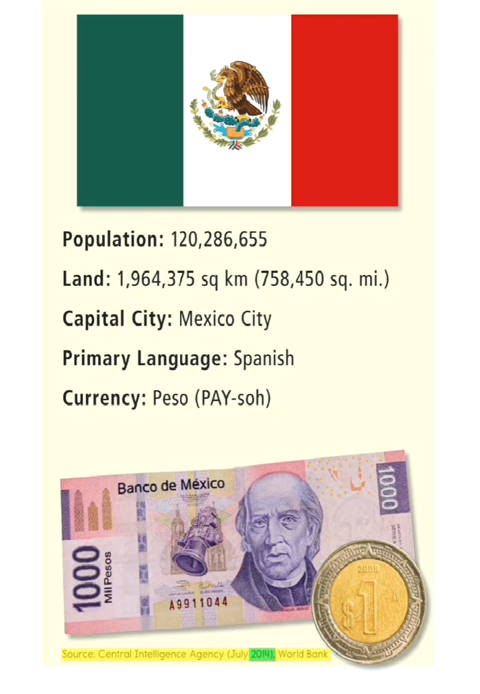 Population: 120,286,655
Land: 1,964,375 sq km (758,450 sq. mi.)
Capital City: Mexico City
Primary Language: Spanish
Currency: Peso (PAY-soh)
Banco de México
1000
1000
Mil Pesos
A9911044
2008
$1
Source: Central Intelligence Agency (July 2014); World Bank